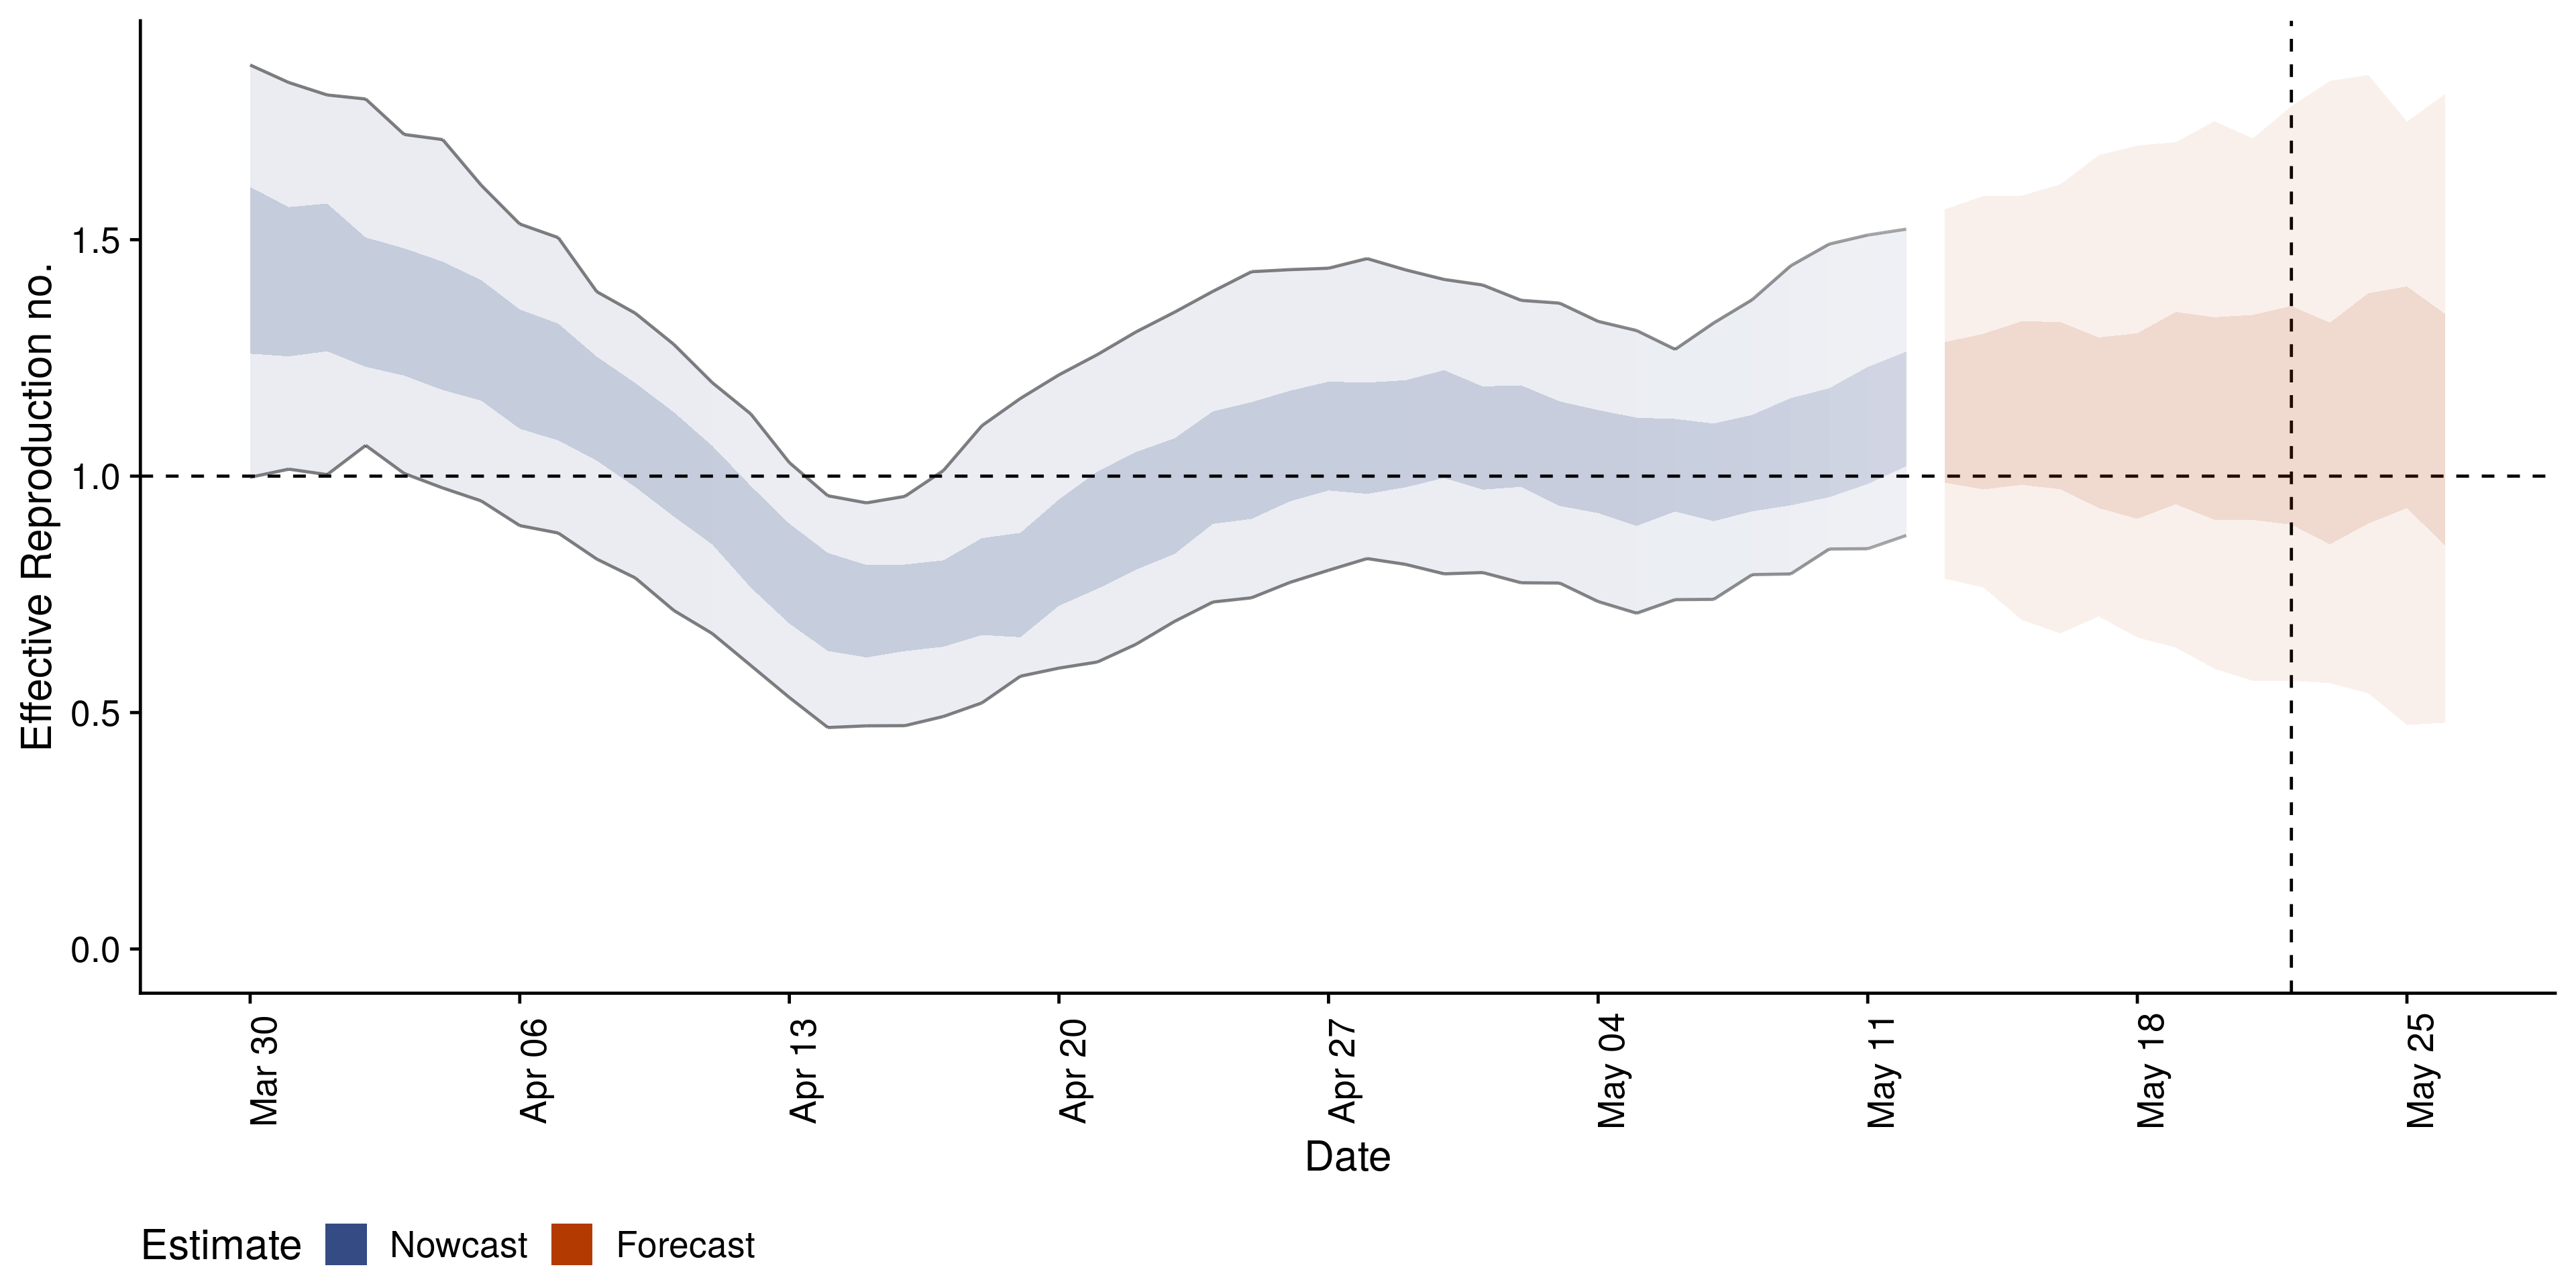 Effective Reproduction no.
1.5
1.0
0.5
0.0
Mar 30
Apr 06
Apr 13
Apr 20
Apr 27
May 04
May 11
May 18
May 25
Date
Estimate Nowcast Forecast